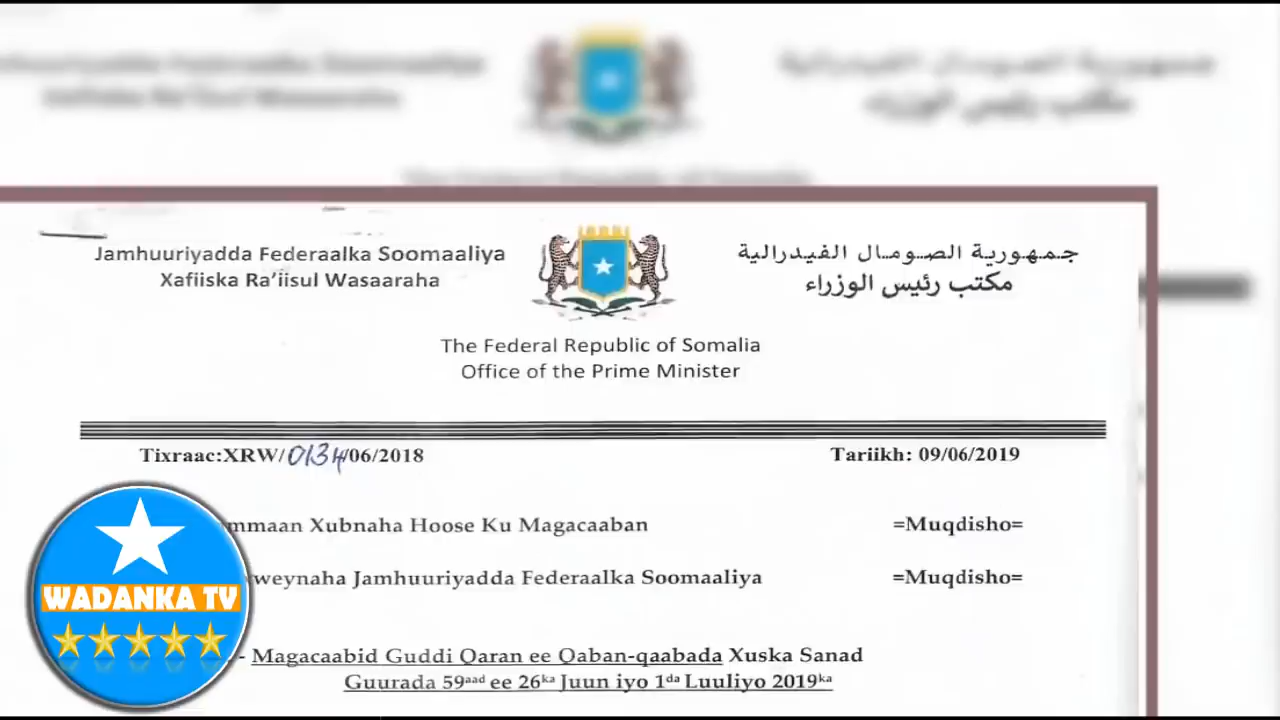 Jamhuuriyadda Federaalka Soomaaliya
Xafiiska Ra'iisul Wasaaraha
جمهورية الصومال الفيدرالية
مكتب رئيس الوزراء
The Federal Republic of Somalia
Office of the Prime Minister
Tixraac:XRW/0134/06/2018
Tariikh: 09/06/2019
Xubnaha Hoose Ku Magacaaban =Muqdisho=
Jamhuuriyadda Federaalka Soomaaliya =Muqdisho=
Magacaabid Guddi Qaran ee Qaban-qaabada Xuska Sanad
Guurada 59aad ee 26ka Juun iyo 1da Luuliyo 2019ka
WADANKA TV